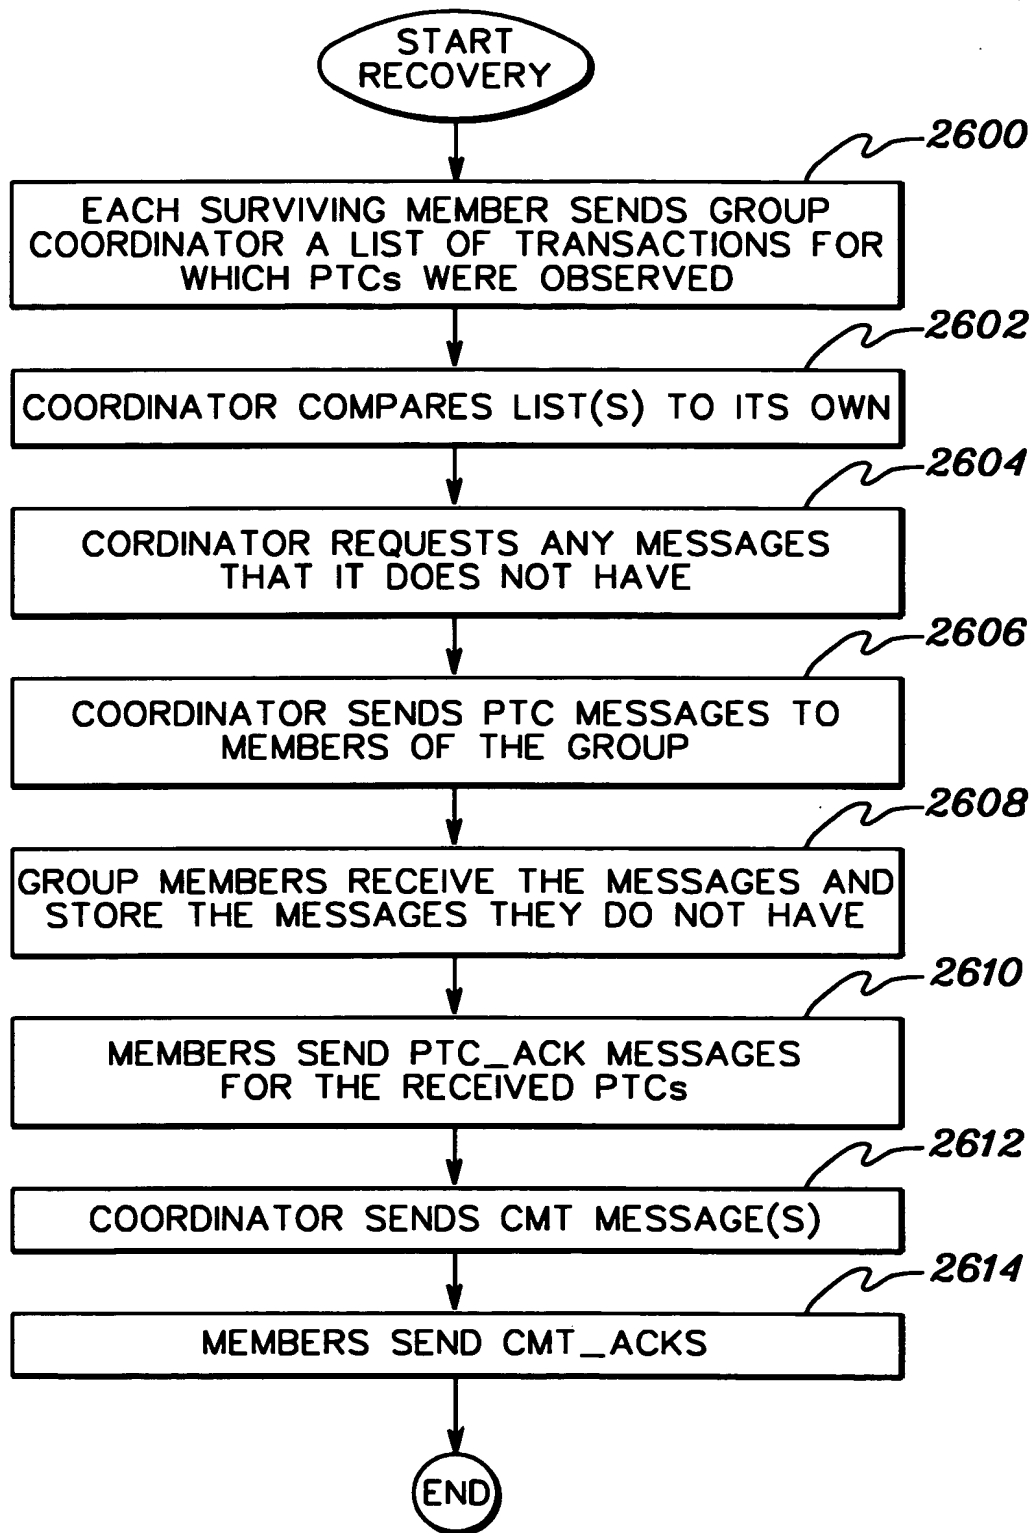 START
RECOVERY
2600
EACH SURVIVING MEMBER SENDS GROUP
COORDINATOR A LIST OF TRANSACTIONS FOR
WHICH PTCs WERE OBSERVED
2602
COORDINATOR COMPARES LIST(S) TO ITS OWN
2604
CORDINATOR REQUESTS ANY MESSAGES
THAT IT DOES NOT HAVE
2606
COORDINATOR SENDS PTC MESSAGES TO
MEMBERS OF THE GROUP
2608
GROUP MEMBERS RECEIVE THE MESSAGES AND
STORE THE MESSAGES THEY DO NOT HAVE
2610
MEMBERS SEND PTC_ACK MESSAGES
FOR THE RECEIVED PTCs
2612
COORDINATOR SENDS CMT MESSAGE(S)
2614
MEMBERS SEND CMT_ACKS
END